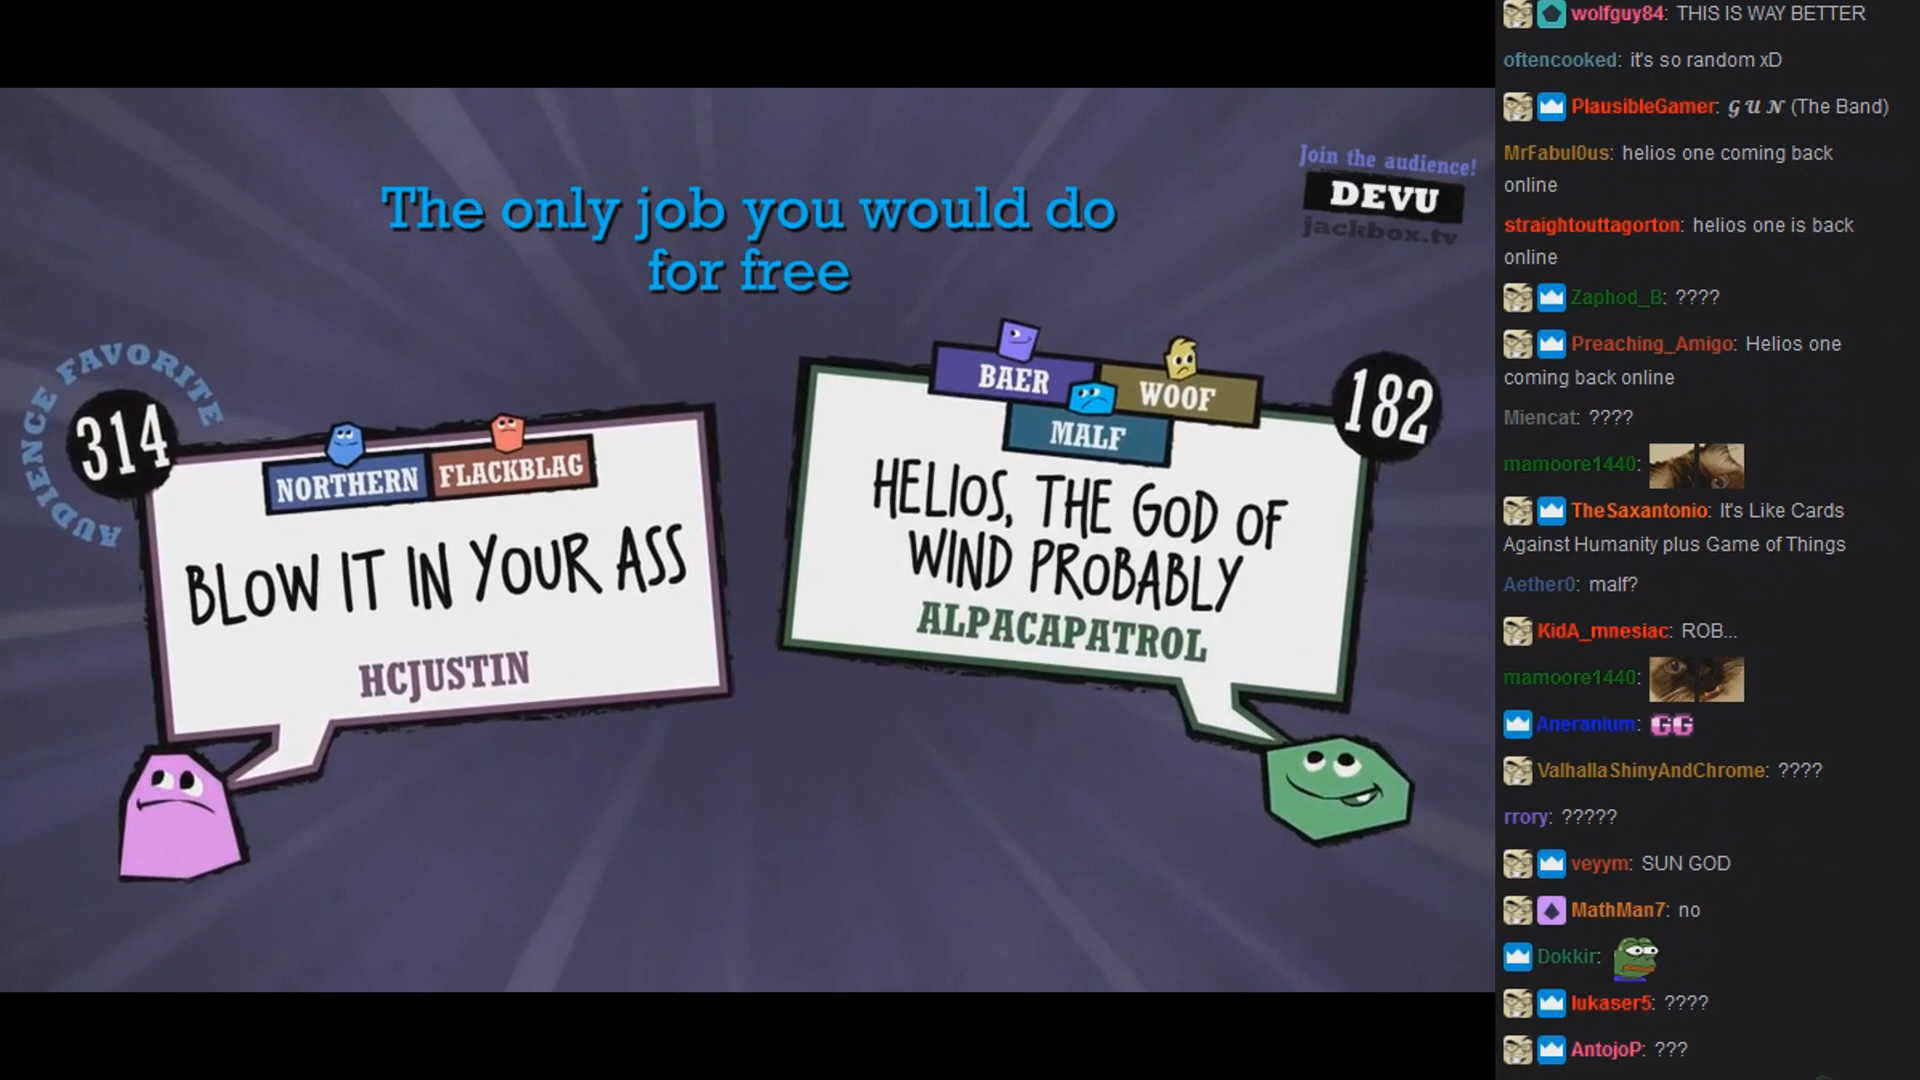 The only job you would do
for free
Join the audience!
DEVU
jackbox.tv
AUDIENCE FAVORITE
314
NORTHERN
FLACKBLAG
BLOW IT IN YOUR ASS
HCJUSTIN
BAER
WOOF
MALF
182
HELIOS, THE GOD OF
WIND PROBABLY
ALPACAPATROL
wolfguy84: THIS IS WAY BETTER
oftencooked: it's so random xD
PlausibleGamer: 𝓖 𝓤 𝓝 (The Band)
MrFabul0us: helios one coming back
online
straightouttagorton: helios one is back
online
Zaphod_B: ????
Preaching_Amigo: Helios one
coming back online
Miencat: ????
mamoore1440:
TheSaxantonio: It's Like Cards
Against Humanity plus Game of Things
Aether0: malf?
KidA_mnesiac: ROB...
mamoore1440:
Aneranium: GG
ValhallaShinyAndChrome: ????
rrory: ?????
veyym: SUN GOD
MathMan7: no
Dokkir:
lukaser5: ????
AntojoP: ???